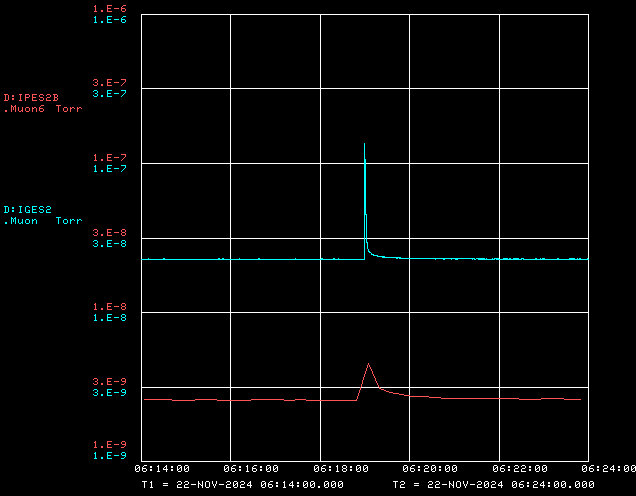 1.E-6
1.E-6
3.E-7
3.E-7
D:IPES2B
.Muon6 Torr
1.E-7
1.E-7
D:IGES2
.Muon Torr
3.E-8
3.E-8
1.E-8
1.E-8
3.E-9
3.E-9
1.E-9
1.E-9
06:14:00 06:16:00 06:18:00 06:20:00 06:22:00 06:24:00
T1 = 22-NOV-2024 06:14:00.000 T2 = 22-NOV-2024 06:24:00.000